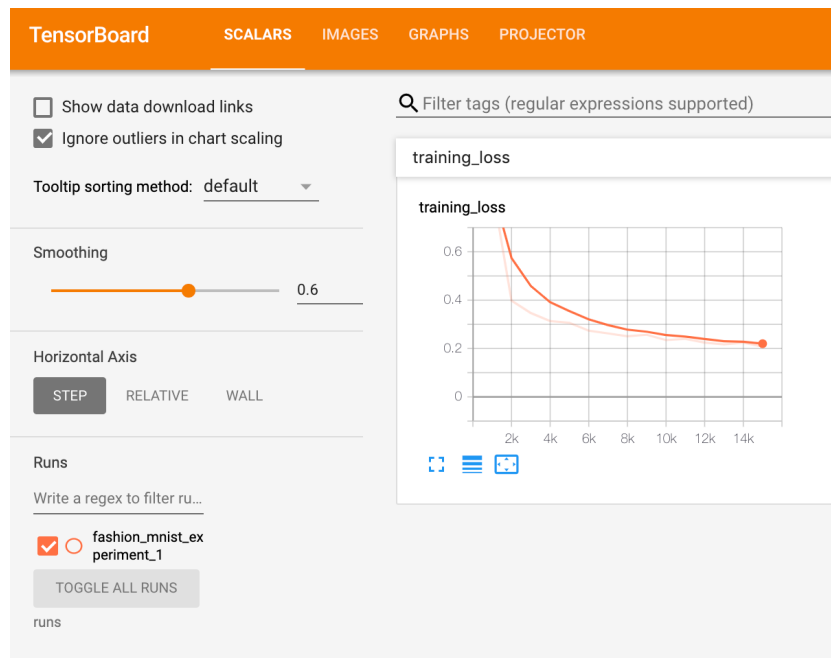 TensorBoard SCALARS IMAGES GRAPHS PROJECTOR
Show data download links
Ignore outliers in chart scaling
Tooltip sorting method: default
Smoothing
0.6
Horizontal Axis
STEP RELATIVE WALL
Runs
Write a regex to filter ru...
fashion_mnist_ex
periment_1
TOGGLE ALL RUNS
runs
Filter tags (regular expressions supported)
training_loss
training_loss
0.6
0.4
0.2
0
2k 4k 6k 8k 10k 12k 14k